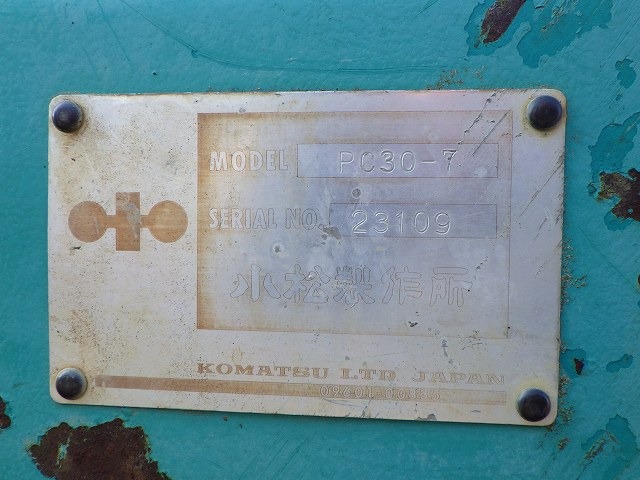 MODEL PC30-7
SERIAL NO. 23109
小松製作所
KOMATSU LTD JAPAN